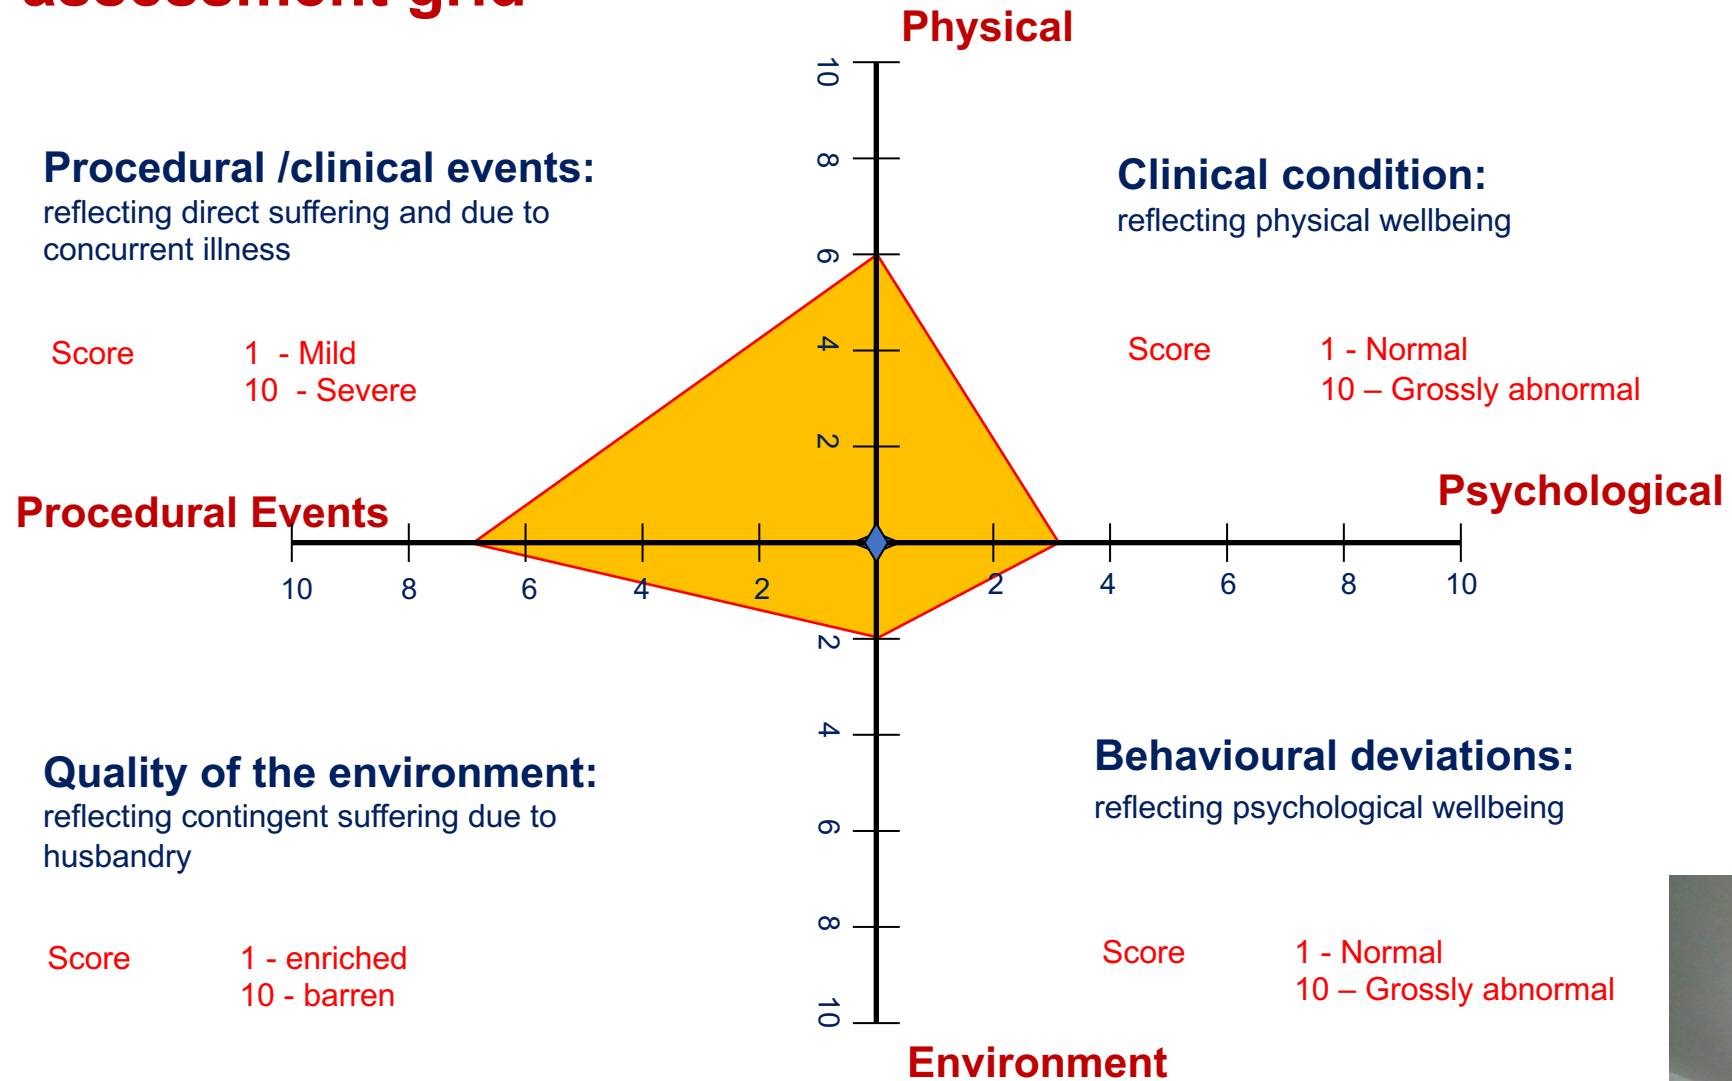 assessment grid
Physical
Procedural /clinical events:
reflecting direct suffering and due to
concurrent illness
Score 1 - Mild
10 - Severe
Clinical condition:
reflecting physical wellbeing
Score 1 - Normal
10 – Grossly abnormal
10
8
6
4
2
Procedural Events
Psychological
10 8 6 4 2 2 4 6 8 10
2
4
6
8
10
Quality of the environment:
reflecting contingent suffering due to
husbandry
Score 1 - enriched
10 - barren
Behavioural deviations:
reflecting psychological wellbeing
Score 1 - Normal
10 – Grossly abnormal
Environment